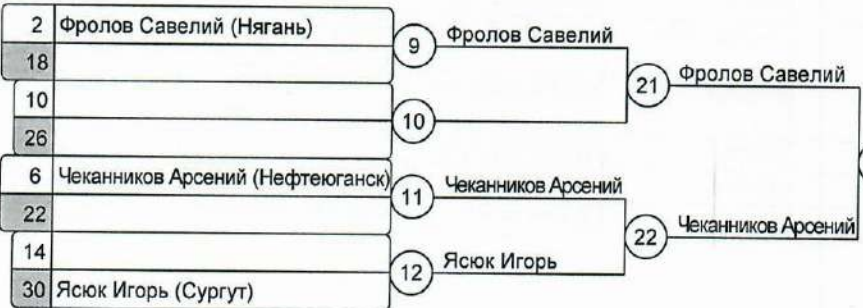 2 Фролов Савелий (Нягань)
18
9 Фролов Савелий
10
26
10
21 Фролов Савелий
6 Чеканников Арсений (Нефтеюганск)
22
11 Чеканников Арсений
14
30 Ясюк Игорь (Сургут)
12 Ясюк Игорь
22 Чеканников Арсений